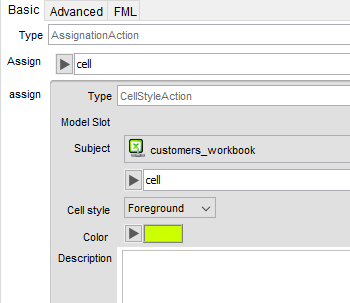 Basic Advanced FML
Type AssignationAction
Assign cell
assign Type CellStyleAction
Model Slot
Subject customers_workbook
cell
Cell style Foreground
Color
Description